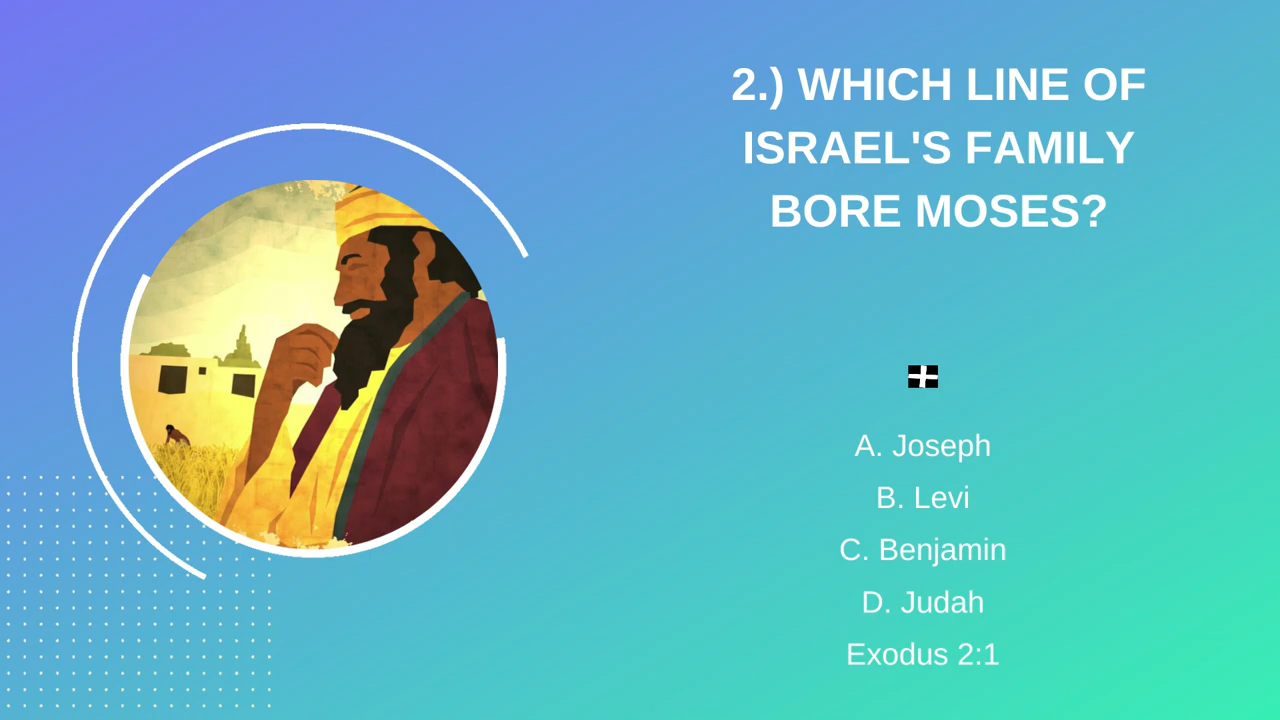 2.) WHICH LINE OF
ISRAEL'S FAMILY
BORE MOSES?
A. Joseph
B. Levi
C. Benjamin
D. Judah
Exodus 2:1